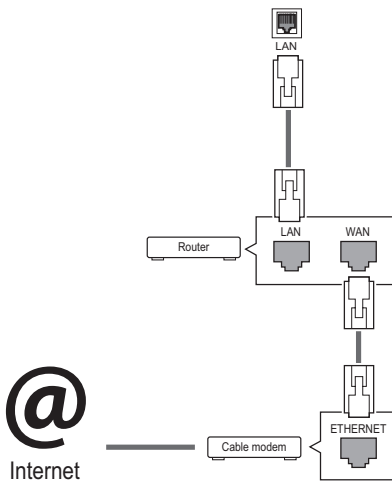 LAN
LAN WAN
Router
ETHERNET
@
Cable modem
Internet